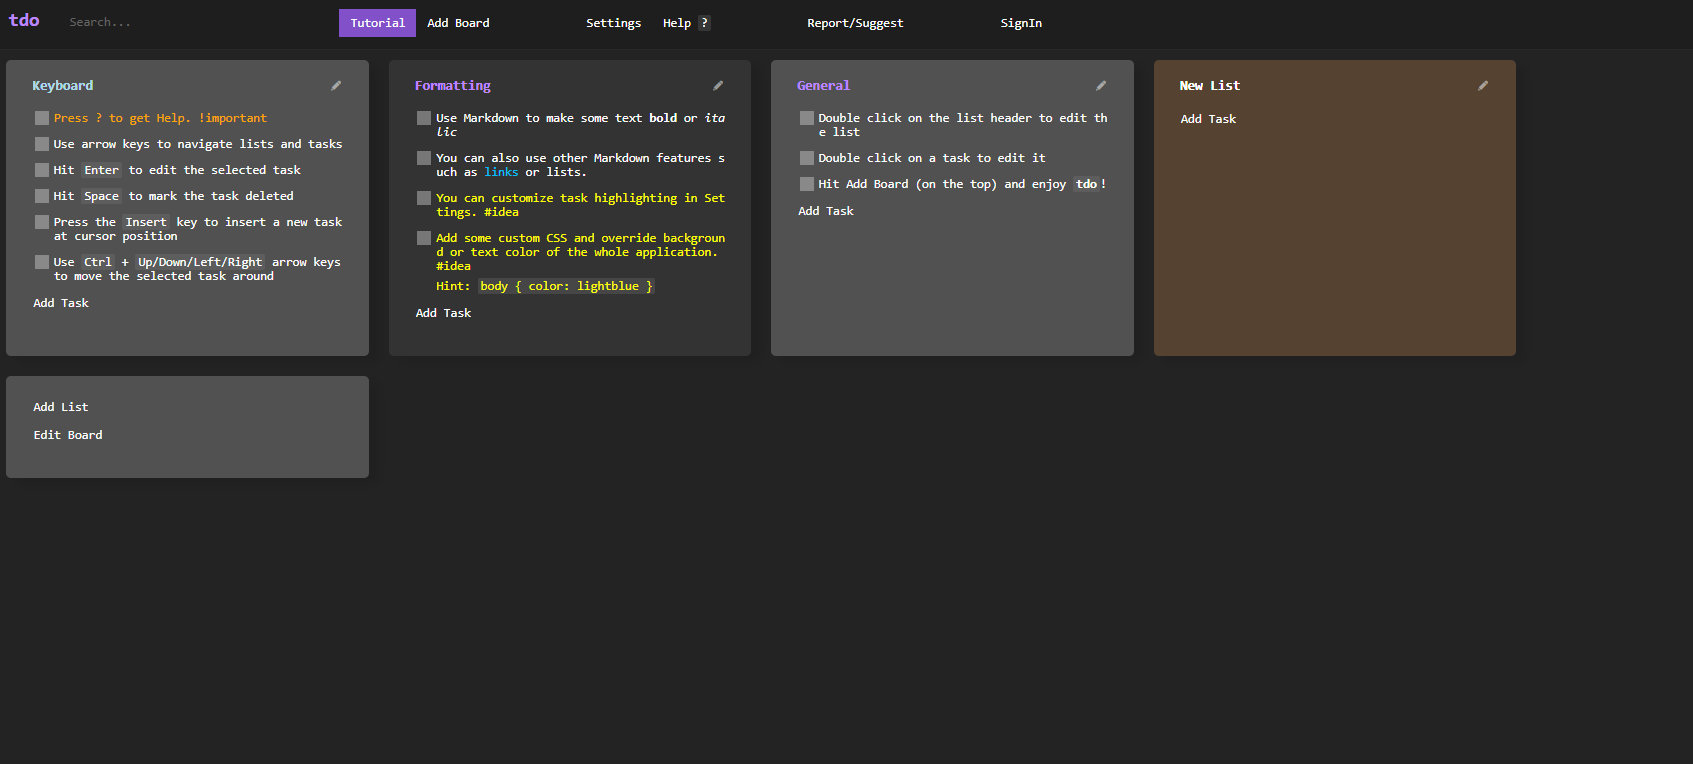 tdo Search... Tutorial Add Board Settings Help ? Report/Suggest SignIn
Keyboard
Press ? to get Help. !important
Use arrow keys to navigate lists and tasks
Hit Enter to edit the selected task
Hit Space to mark the task deleted
Press the Insert key to insert a new task
at cursor position
Use Ctrl + Up/Down/Left/Right arrow keys
to move the selected task around
Add Task
Formatting
Use Markdown to make some text bold or ita
lic
You can also use other Markdown features s
uch as links or lists.
You can customize task highlighting in Set
tings. #idea
Add some custom CSS and override backgroun
d or text color of the whole application.
#idea
Hint: body { color: lightblue }
Add Task
General
Double click on the list header to edit th
e list
Double click on a task to edit it
Hit Add Board (on the top) and enjoy tdo!
Add Task
New List
Add Task
Add List
Edit Board